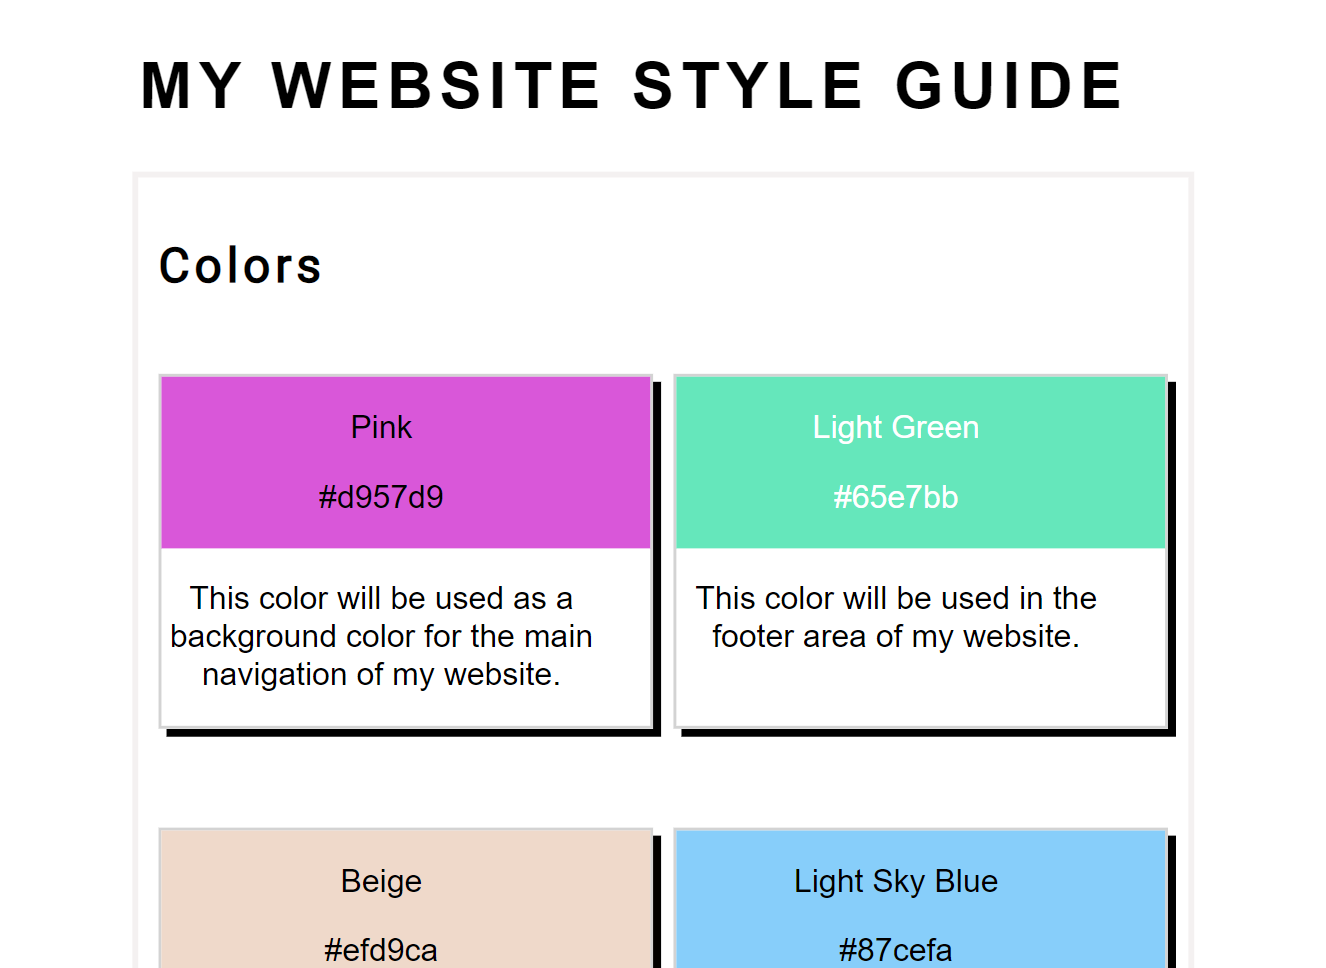 MY WEBSITE STYLE GUIDE
Colors
Pink
#d957d9
This color will be used as a
background color for the main
navigation of my website.
Light Green
#65e7bb
This color will be used in the
footer area of my website.
Beige
#efd9ca
Light Sky Blue
#87cefa